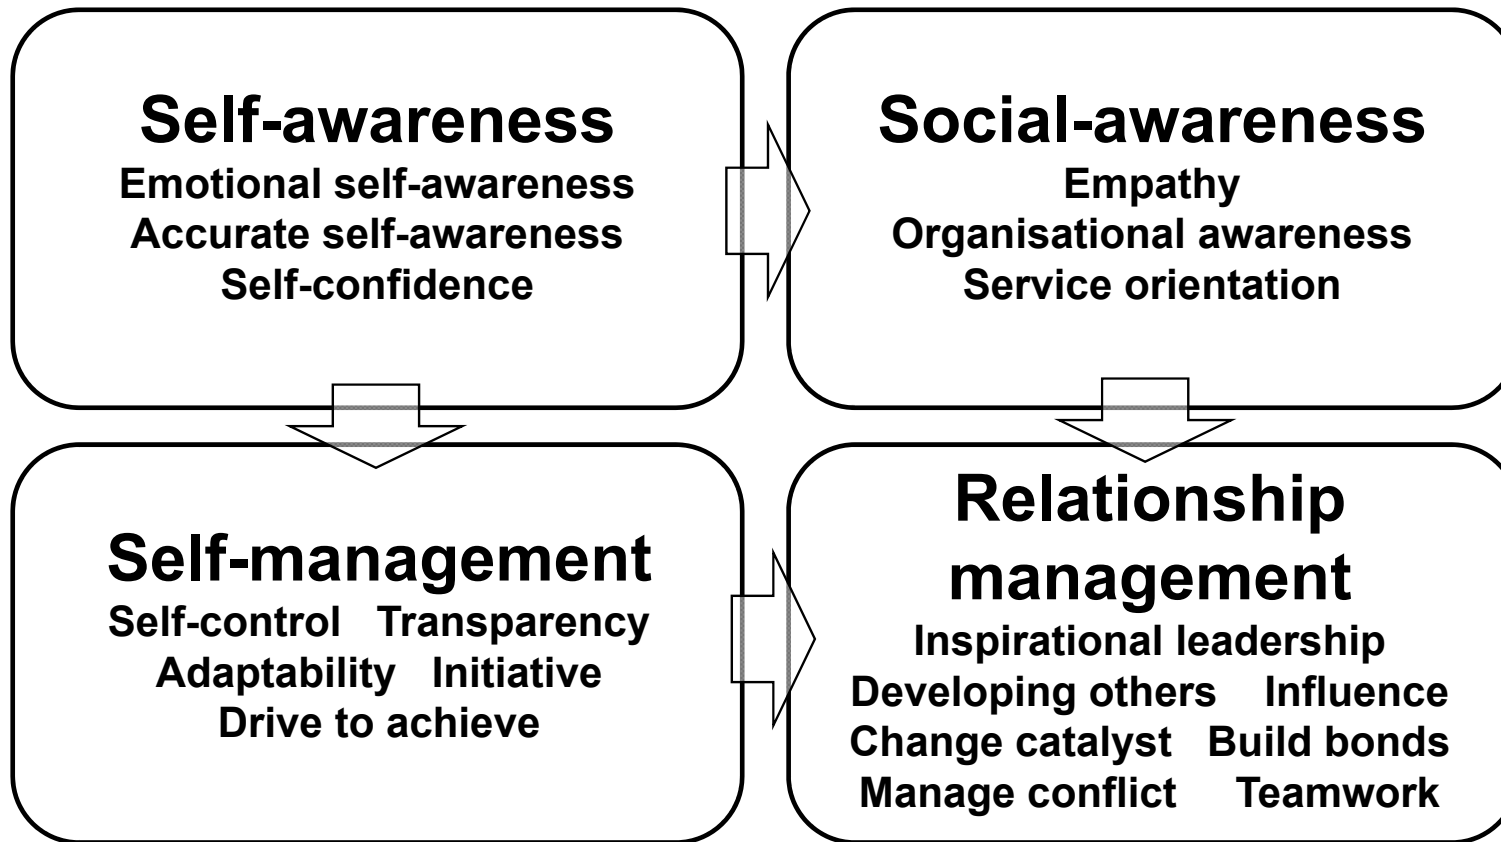 Self-awareness
Emotional self-awareness
Accurate self-awareness
Self-confidence
Social-awareness
Empathy
Organisational awareness
Service orientation
Self-management
Self-control Transparency
Adaptability Initiative
Drive to achieve
Relationship
management
Inspirational leadership
Developing others Influence
Change catalyst Build bonds
Manage conflict Teamwork